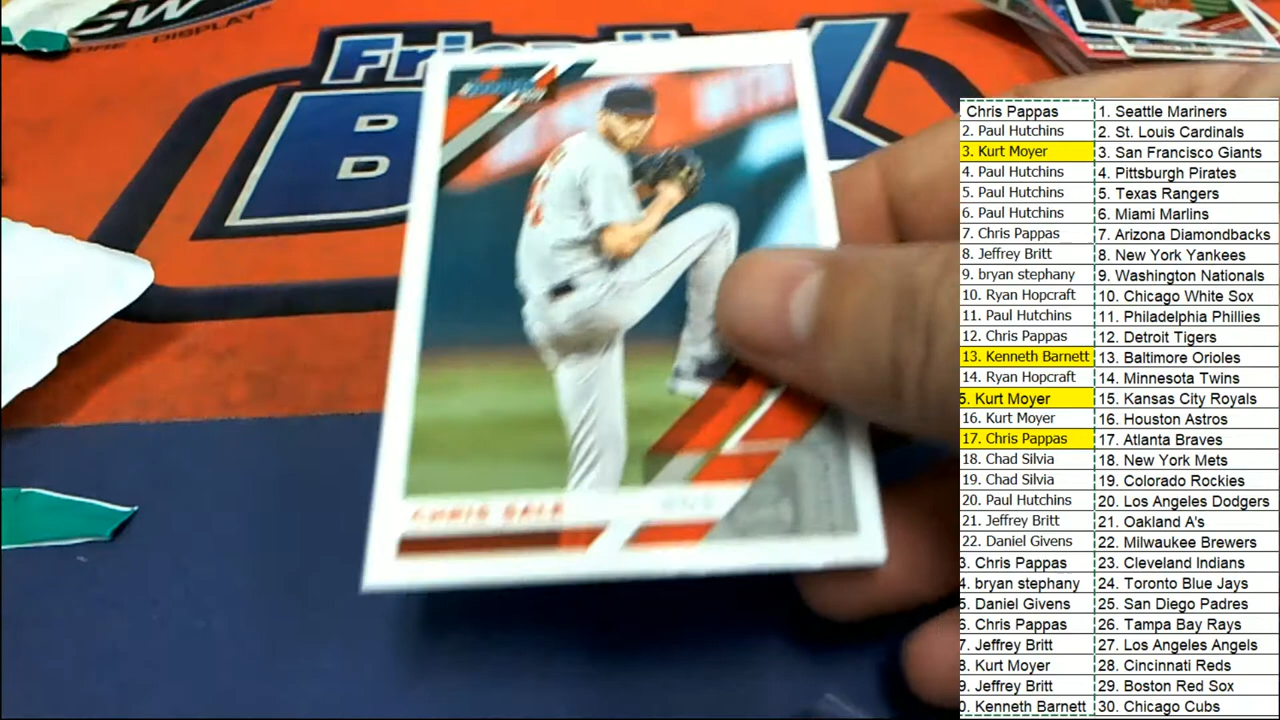 DISPLAY
B
D
D
CHRIS SALE
Chris Pappas 1. Seattle Mariners
2. Paul Hutchins 2. St. Louis Cardinals
3. Kurt Moyer 3. San Francisco Giants
4. Paul Hutchins 4. Pittsburgh Pirates
5. Paul Hutchins 5. Texas Rangers
6. Paul Hutchins 6. Miami Marlins
7. Chris Pappas 7. Arizona Diamondbacks
8. Jeffrey Britt 8. New York Yankees
9. bryan stephany 9. Washington Nationals
10. Ryan Hopcraft 10. Chicago White Sox
11. Paul Hutchins 11. Philadelphia Phillies
12. Chris Pappas 12. Detroit Tigers
13. Kenneth Barnett 13. Baltimore Orioles
14. Ryan Hopcraft 14. Minnesota Twins
5. Kurt Moyer 15. Kansas City Royals
16. Kurt Moyer 16. Houston Astros
17. Chris Pappas 17. Atlanta Braves
18. Chad Silvia 18. New York Mets
19. Chad Silvia 19. Colorado Rockies
20. Paul Hutchins 20. Los Angeles Dodgers
21. Jeffrey Britt 21. Oakland A's
22. Daniel Givens 22. Milwaukee Brewers
3. Chris Pappas 23. Cleveland Indians
4. bryan stephany 24. Toronto Blue Jays
5. Daniel Givens 25. San Diego Padres
6. Chris Pappas 26. Tampa Bay Rays
7. Jeffrey Britt 27. Los Angeles Angels
8. Kurt Moyer 28. Cincinnati Reds
9. Jeffrey Britt 29. Boston Red Sox
0. Kenneth Barnett 30. Chicago Cubs